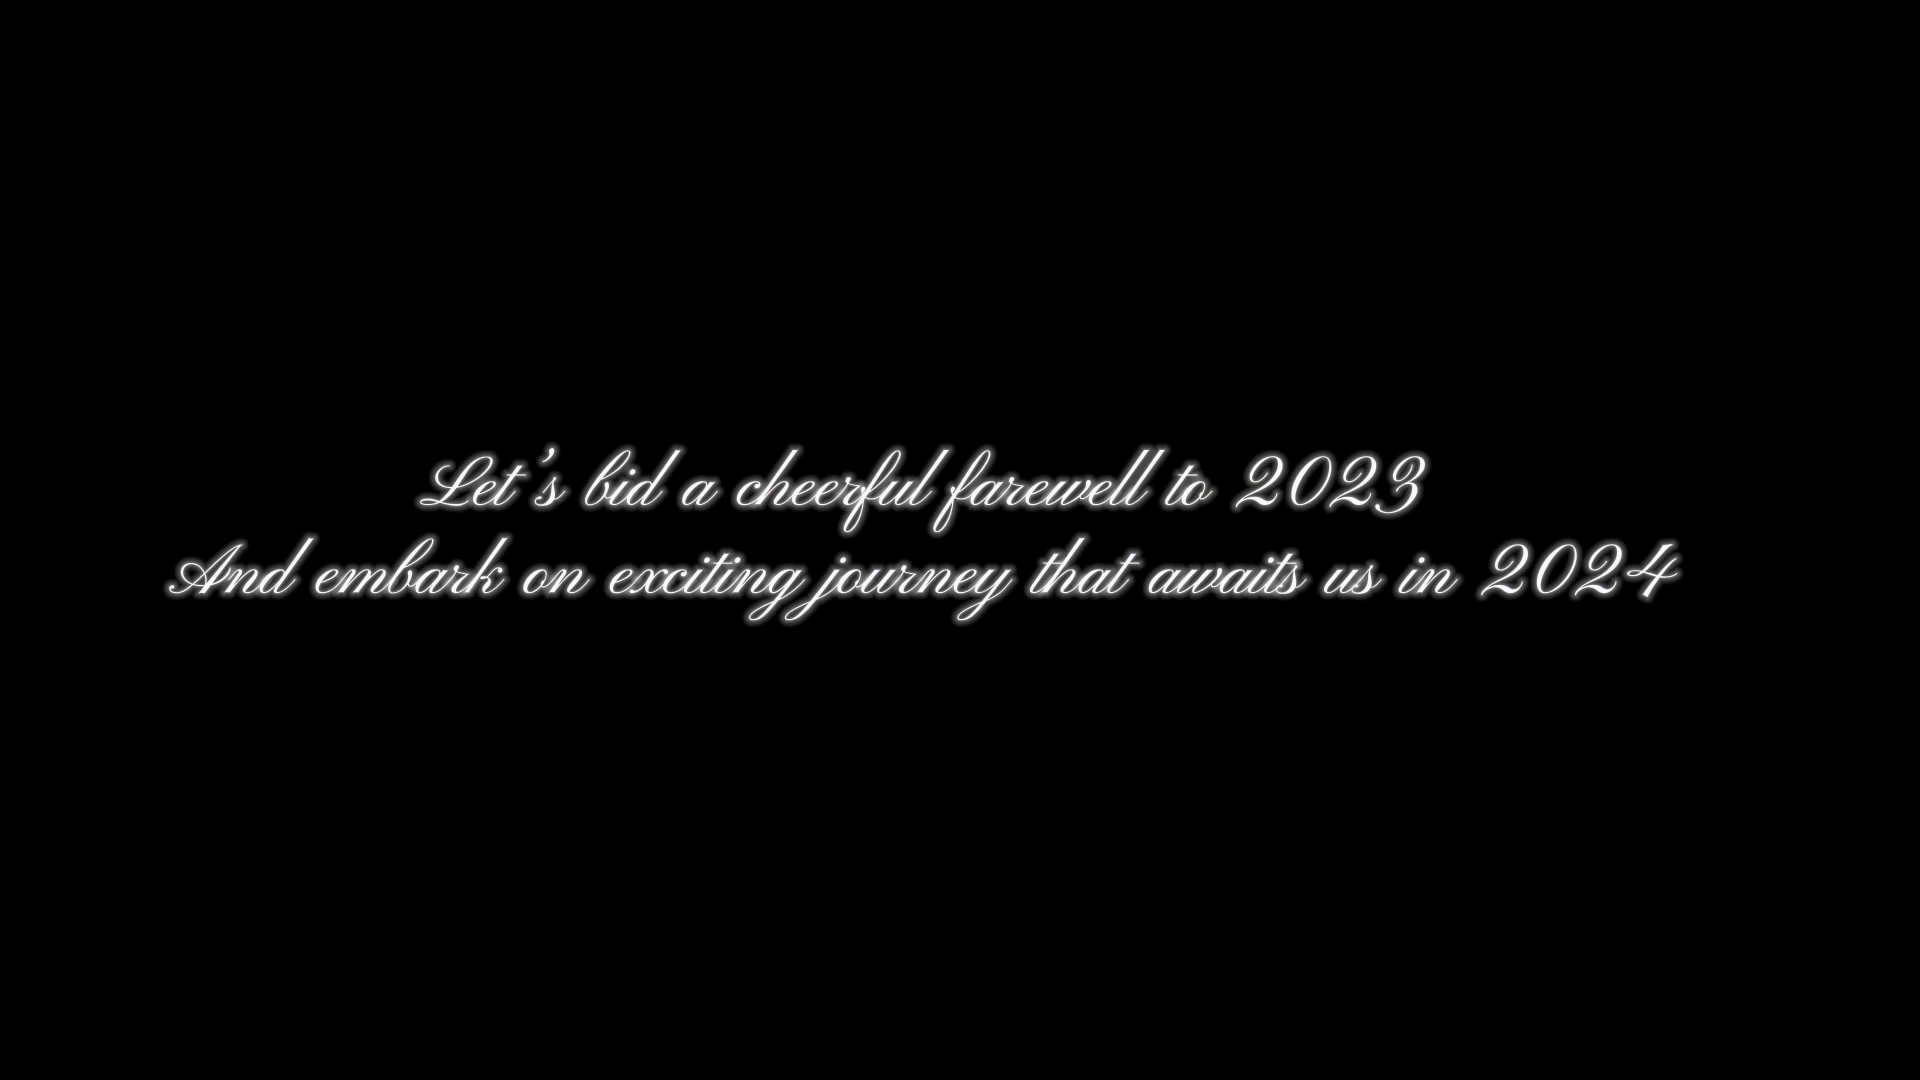 Let's bid a cheerful farewell to 2023
And embark on exciting journey that awaits us in 2024